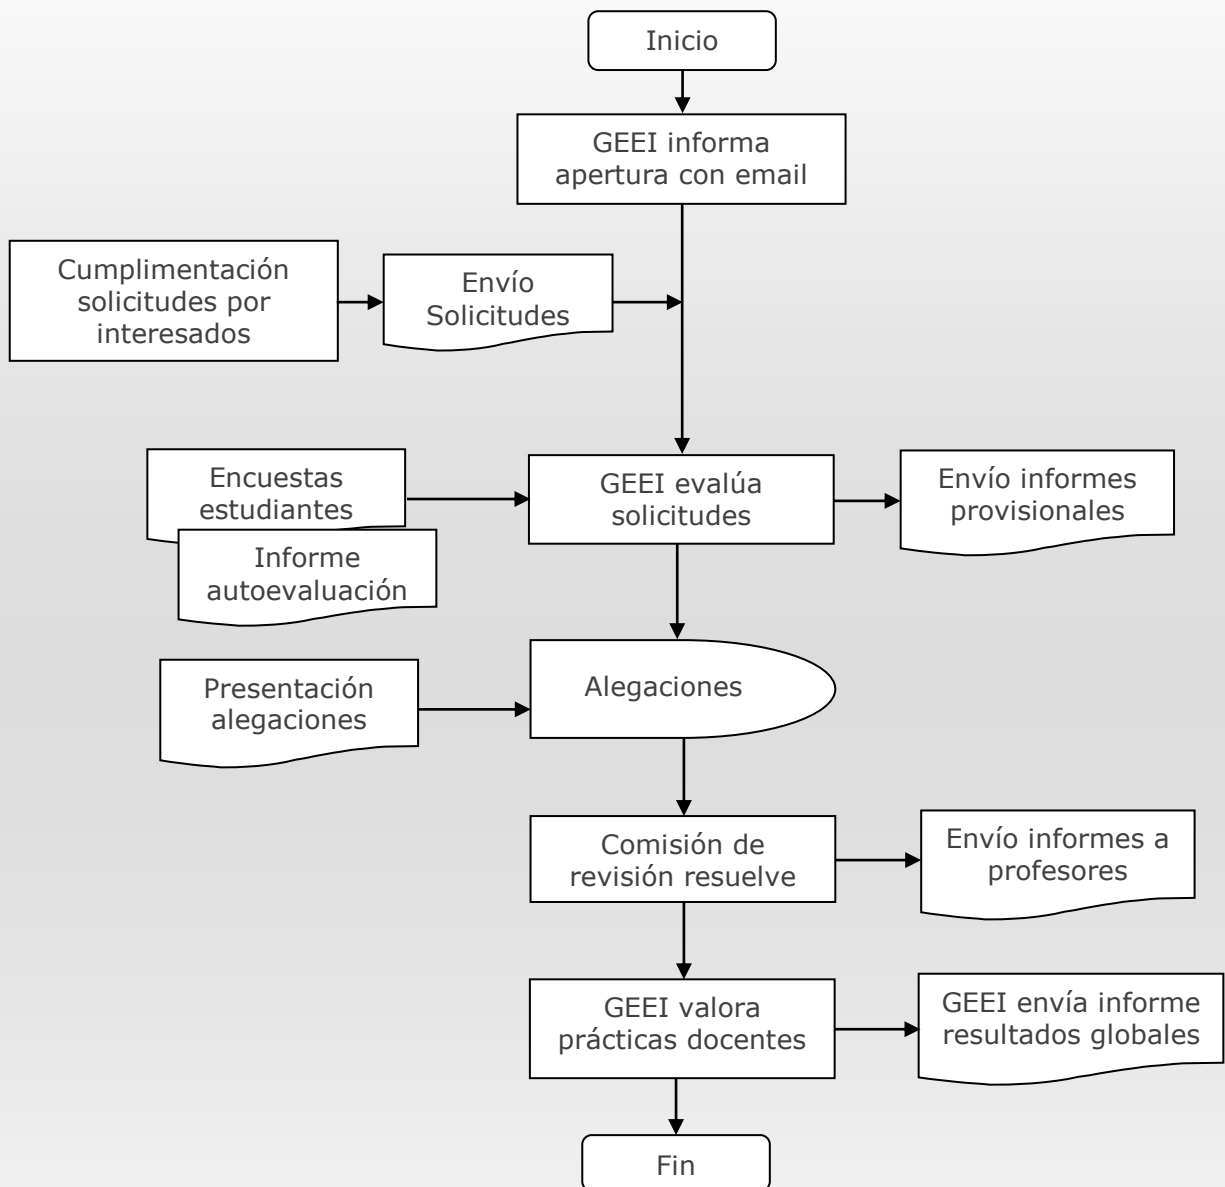 Inicio
GEEI informa
apertura con email
Cumplimentación
solicitudes por
interesados
Envío
Solicitudes
Encuestas
estudiantes
Informe
autoevaluación
GEEI evalúa
solicitudes
Envío informes
provisionales
Presentación
alegaciones
Alegaciones
Comisión de
revisión resuelve
Envío informes a
profesores
GEEI valora
prácticas docentes
GEEI envía informe
resultados globales
Fin